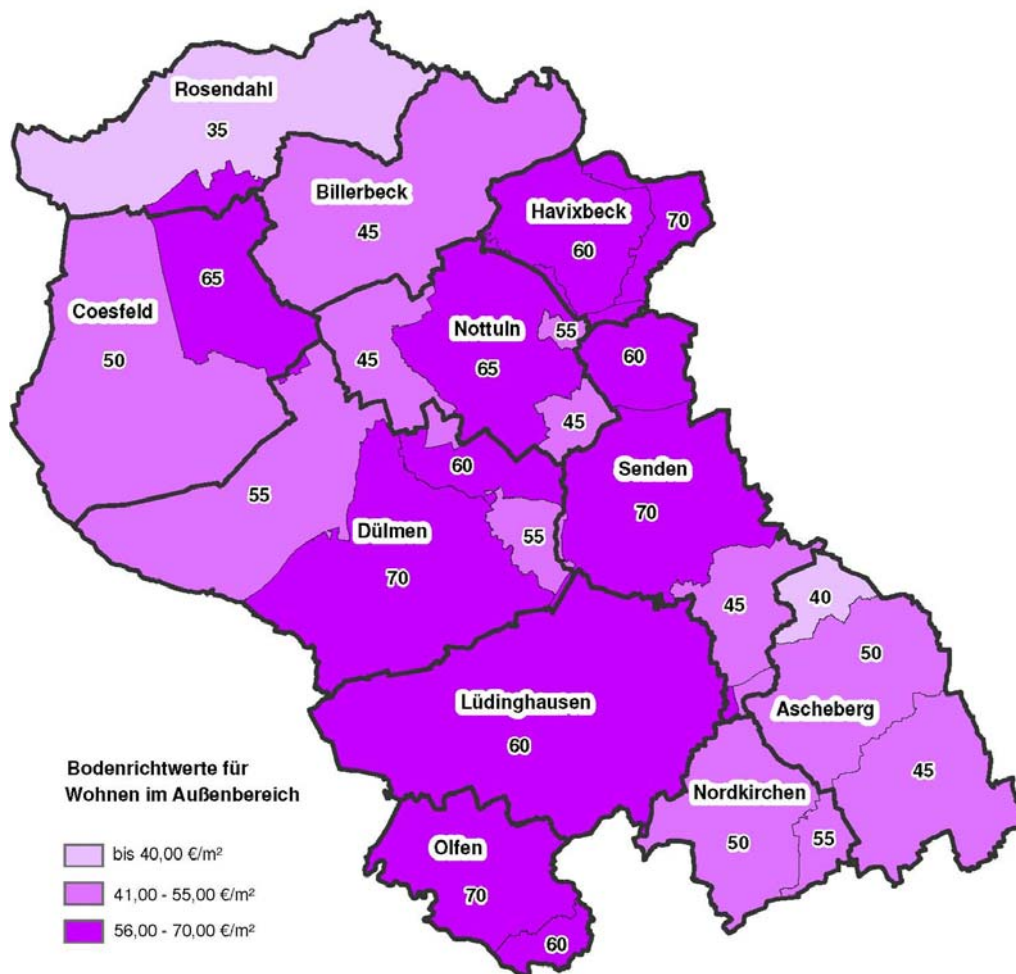 Rosendahl
35
Billerbeck
45
Havixbeck
60
70
65
Coesfeld
50
Nottuln
65
55
45
60
45
Senden
70
60
55
Dülmen
70
55
40
45
50
Ascheberg
45
Lüdinghausen
60
Nordkirchen
50
55
Olfen
70
60
Bodenrichtwerte für
Wohnen im Außenbereich
bis 40,00 €/m²
41,00 - 55,00 €/m²
56,00 - 70,00 €/m²